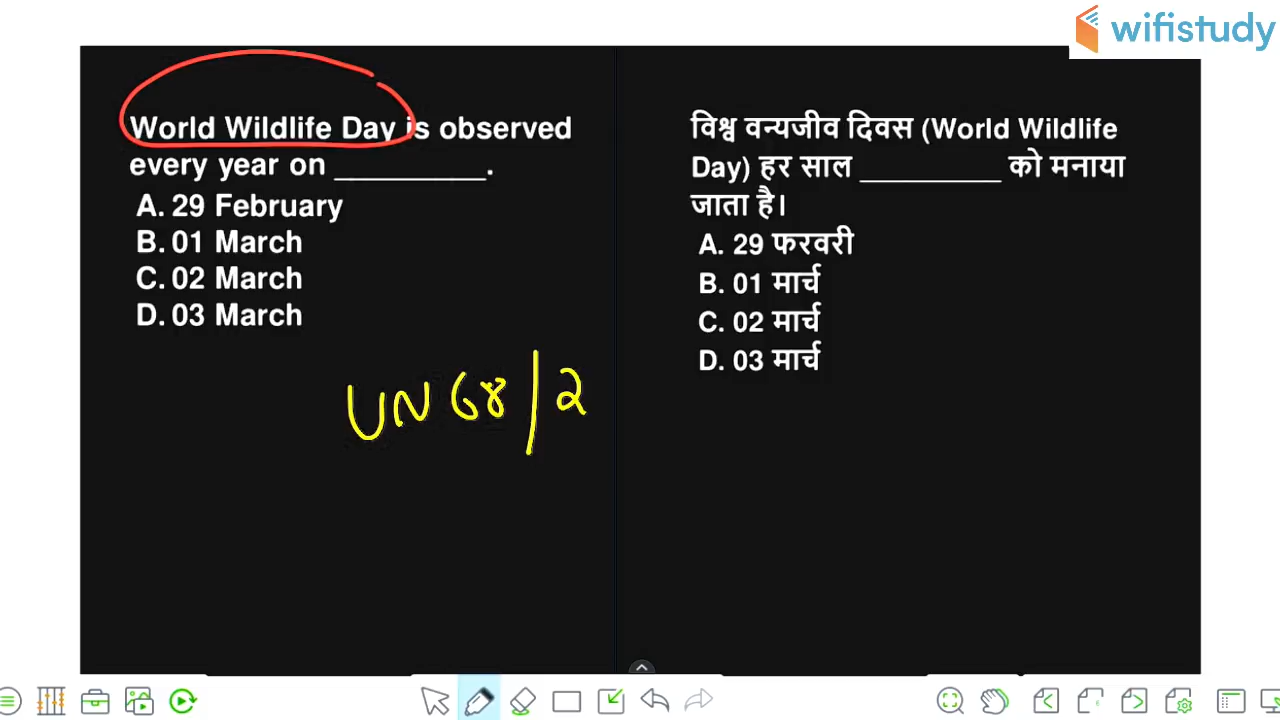 wifistudy
World Wildlife Day is observed
every year on __________.
A. 29 February
B. 01 March
C. 02 March
D. 03 March
UN 68/2
विश्व वन्यजीव दिवस (World Wildlife
Day) हर साल __________ को मनाया
जाता है।
A. 29 फरवरी
B. 01 मार्च
C. 02 मार्च
D. 03 मार्च